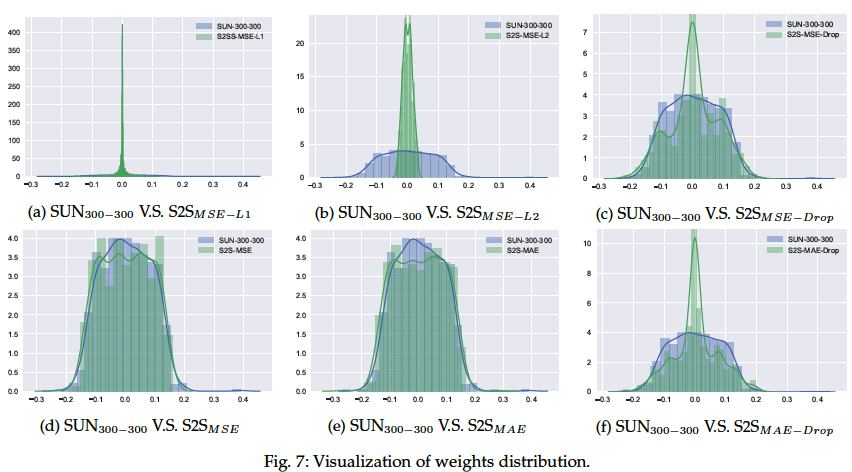 SUN-300-300
S2SS-MSE-L1
400
350
300
250
200
150
100
50
0
−0.3 −0.2 −0.1 0.0 0.1 0.2 0.3 0.4
(a) SUN300−300 V.S. S2SMSE−L1
SUN-300-300
S2S-MSE-L2
20
15
10
5
0
−0.3 −0.2 −0.1 0.0 0.1 0.2 0.3 0.4
(b) SUN300−300 V.S. S2SMSE−L2
SUN-300-300
S2S-MSE-Drop
7
6
5
4
3
2
1
0
−0.3 −0.2 −0.1 0.0 0.1 0.2 0.3 0.4
(c) SUN300−300 V.S. S2SMSE−Drop
SUN-300-300
S2S-MSE
4.0
3.5
3.0
2.5
2.0
1.5
1.0
0.5
0.0
−0.3 −0.2 −0.1 0.0 0.1 0.2 0.3 0.4
(d) SUN300−300 V.S. S2SMSE
SUN-300-300
S2S-MAE
4.0
3.5
3.0
2.5
2.0
1.5
1.0
0.5
0.0
−0.3 −0.2 −0.1 0.0 0.1 0.2 0.3 0.4
(e) SUN300−300 V.S. S2SMAE
SUN-300-300
S2S-MAE-Drop
10
8
6
4
2
0
−0.3 −0.2 −0.1 0.0 0.1 0.2 0.3 0.4
(f) SUN300−300 V.S. S2SMAE−Drop
Fig. 7: Visualization of weights distribution.